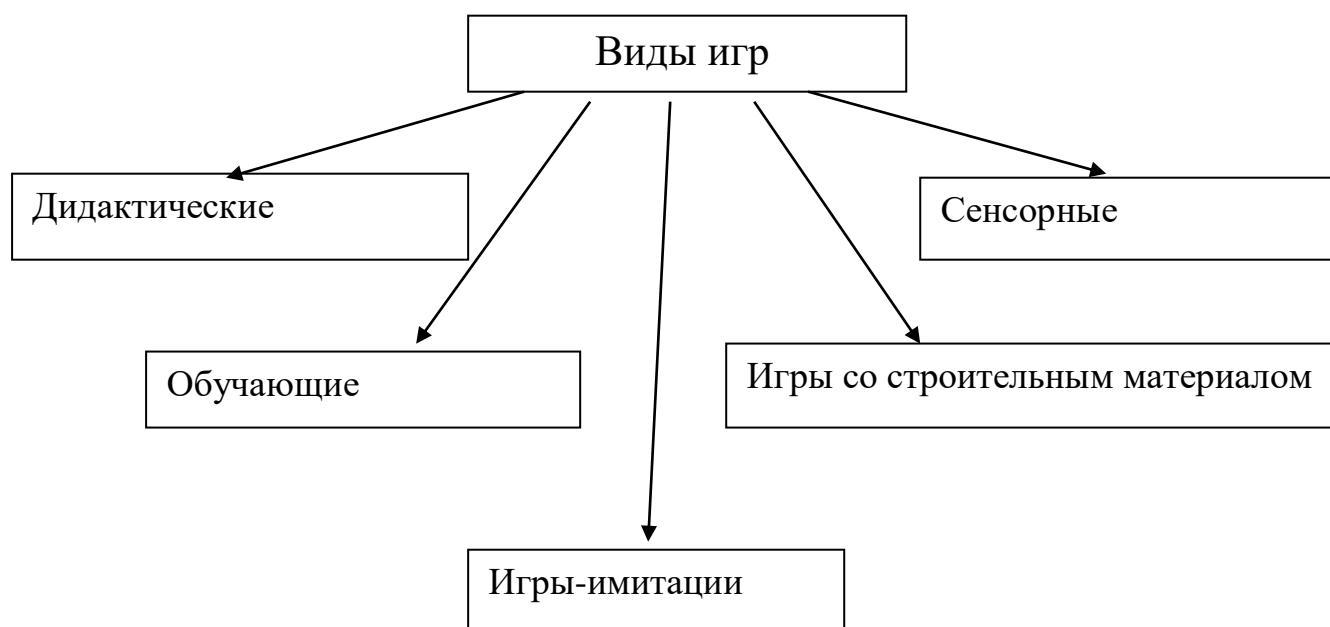 Виды игр
Дидактические
Сенсорные
Обучающие
Игры со строительным материалом
Игры-имитации